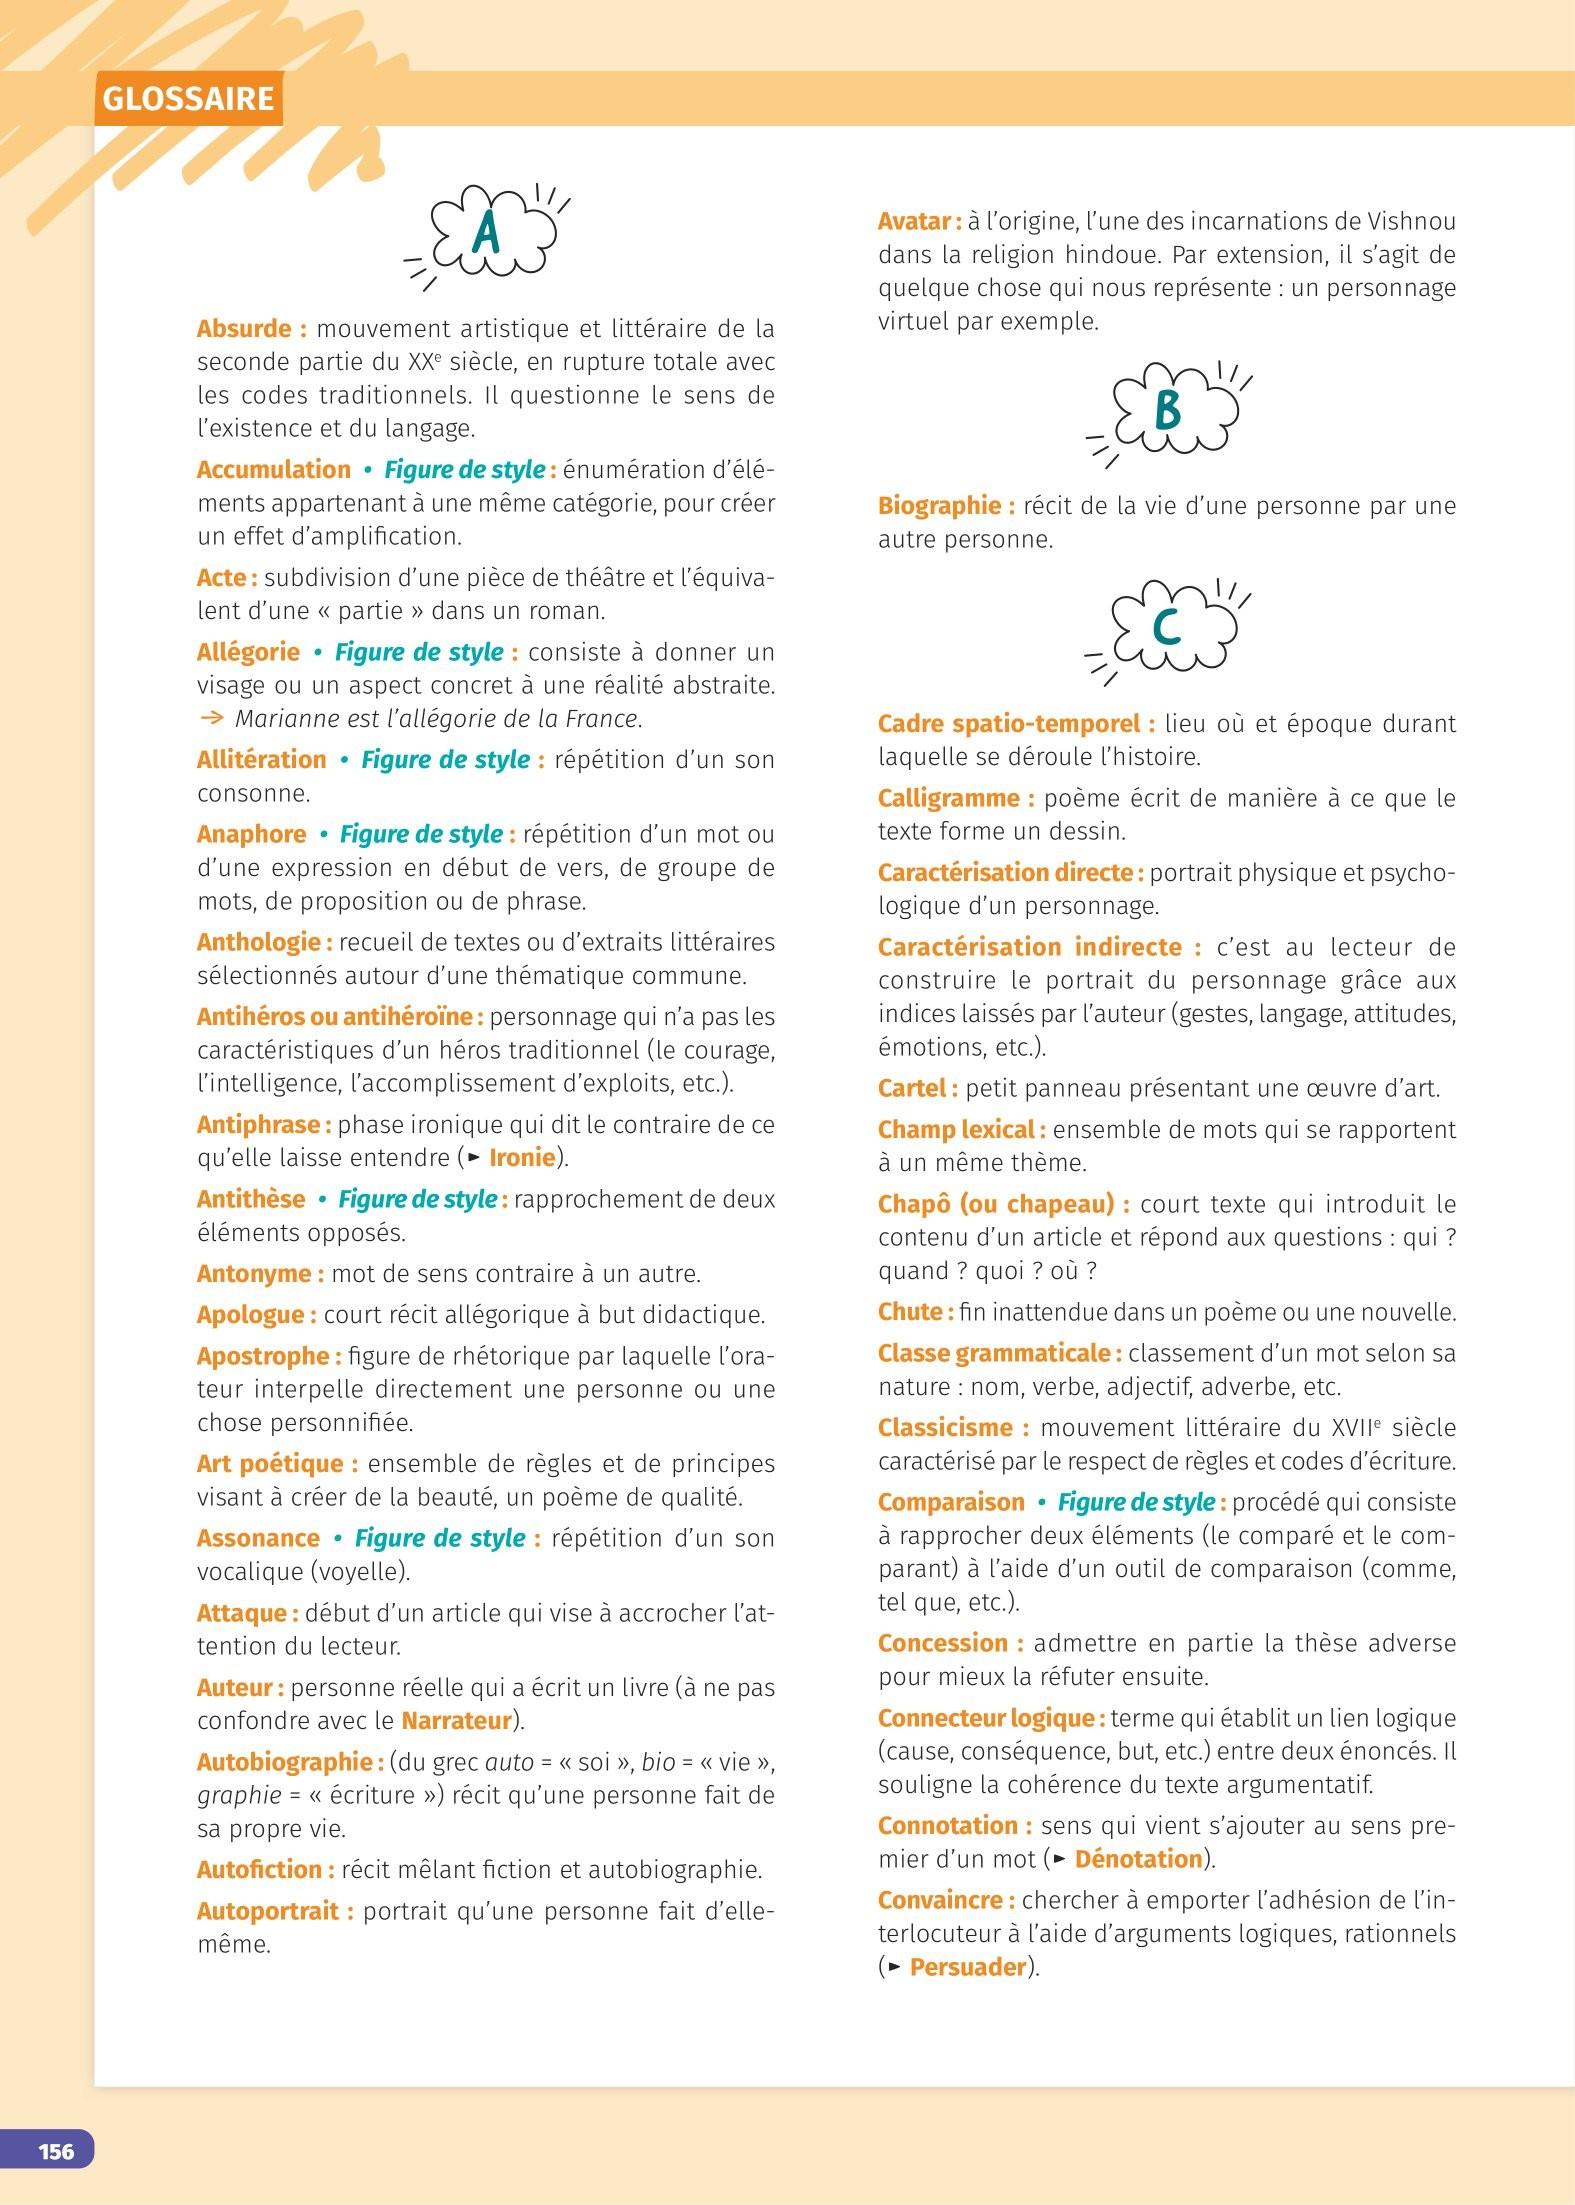 GLOSSAIRE
A
Absurde : mouvement artistique et littéraire de la
seconde partie du XXe siècle, en rupture totale avec
les codes traditionnels. Il questionne le sens de
l’existence et du langage.
Accumulation • Figure de style : énumération d’élé-
ments appartenant à une même catégorie, pour créer
un effet d’amplification.
Acte : subdivision d’une pièce de théâtre et l’équiva-
lent d’une « partie » dans un roman.
Allégorie • Figure de style : consiste à donner un
visage ou un aspect concret à une réalité abstraite.
→ Marianne est l’allégorie de la France.
Allitération • Figure de style : répétition d’un son
consonne.
Anaphore • Figure de style : répétition d’un mot ou
d’une expression en début de vers, de groupe de
mots, de proposition ou de phrase.
Anthologie : recueil de textes ou d’extraits littéraires
sélectionnés autour d’une thématique commune.
Antihéros ou antihéroïne : personnage qui n’a pas les
caractéristiques d’un héros traditionnel (le courage,
l’intelligence, l’accomplissement d’exploits, etc.).
Antiphrase : phase ironique qui dit le contraire de ce
qu’elle laisse entendre (► Ironie).
Antithèse • Figure de style : rapprochement de deux
éléments opposés.
Antonyme : mot de sens contraire à un autre.
Apologue : court récit allégorique à but didactique.
Apostrophe : figure de rhétorique par laquelle l’ora-
teur interpelle directement une personne ou une
chose personnifiée.
Art poétique : ensemble de règles et de principes
visant à créer de la beauté, un poème de qualité.
Assonance • Figure de style : répétition d’un son
vocalique (voyelle).
Attaque : début d’un article qui vise à accrocher l’at-
tention du lecteur.
Auteur : personne réelle qui a écrit un livre (à ne pas
confondre avec le Narrateur).
Autobiographie : (du grec auto = « soi », bio = « vie »,
graphie = « écriture ») récit qu’une personne fait de
sa propre vie.
Autofiction : récit mêlant fiction et autobiographie.
Autoportrait : portrait qu’une personne fait d’elle-
même.
Avatar : à l’origine, l’une des incarnations de Vishnou
dans la religion hindoue. Par extension, il s’agit de
quelque chose qui nous représente : un personnage
virtuel par exemple.
B
Biographie : récit de la vie d’une personne par une
autre personne.
C
Cadre spatio-temporel : lieu où et époque durant
laquelle se déroule l’histoire.
Calligramme : poème écrit de manière à ce que le
texte forme un dessin.
Caractérisation directe : portrait physique et psycho-
logique d’un personnage.
Caractérisation indirecte : c’est au lecteur de
construire le portrait du personnage grâce aux
indices laissés par l’auteur (gestes, langage, attitudes,
émotions, etc.).
Cartel : petit panneau présentant une œuvre d’art.
Champ lexical : ensemble de mots qui se rapportent
à un même thème.
Chapô (ou chapeau) : court texte qui introduit le
contenu d’un article et répond aux questions : qui ?
quand ? quoi ? où ?
Chute : fin inattendue dans un poème ou une nouvelle.
Classe grammaticale : classement d’un mot selon sa
nature : nom, verbe, adjectif, adverbe, etc.
Classicisme : mouvement littéraire du XVIIe siècle
caractérisé par le respect de règles et codes d’écriture.
Comparaison • Figure de style : procédé qui consiste
à rapprocher deux éléments (le comparé et le com-
parant) à l’aide d’un outil de comparaison (comme,
tel que, etc.).
Concession : admettre en partie la thèse adverse
pour mieux la réfuter ensuite.
Connecteur logique : terme qui établit un lien logique
(cause, conséquence, but, etc.) entre deux énoncés. Il
souligne la cohérence du texte argumentatif.
Connotation : sens qui vient s’ajouter au sens pre-
mier d’un mot (► Dénotation).
Convaincre : chercher à emporter l’adhésion de l’in-
terlocuteur à l’aide d’arguments logiques, rationnels
(► Persuader).
156